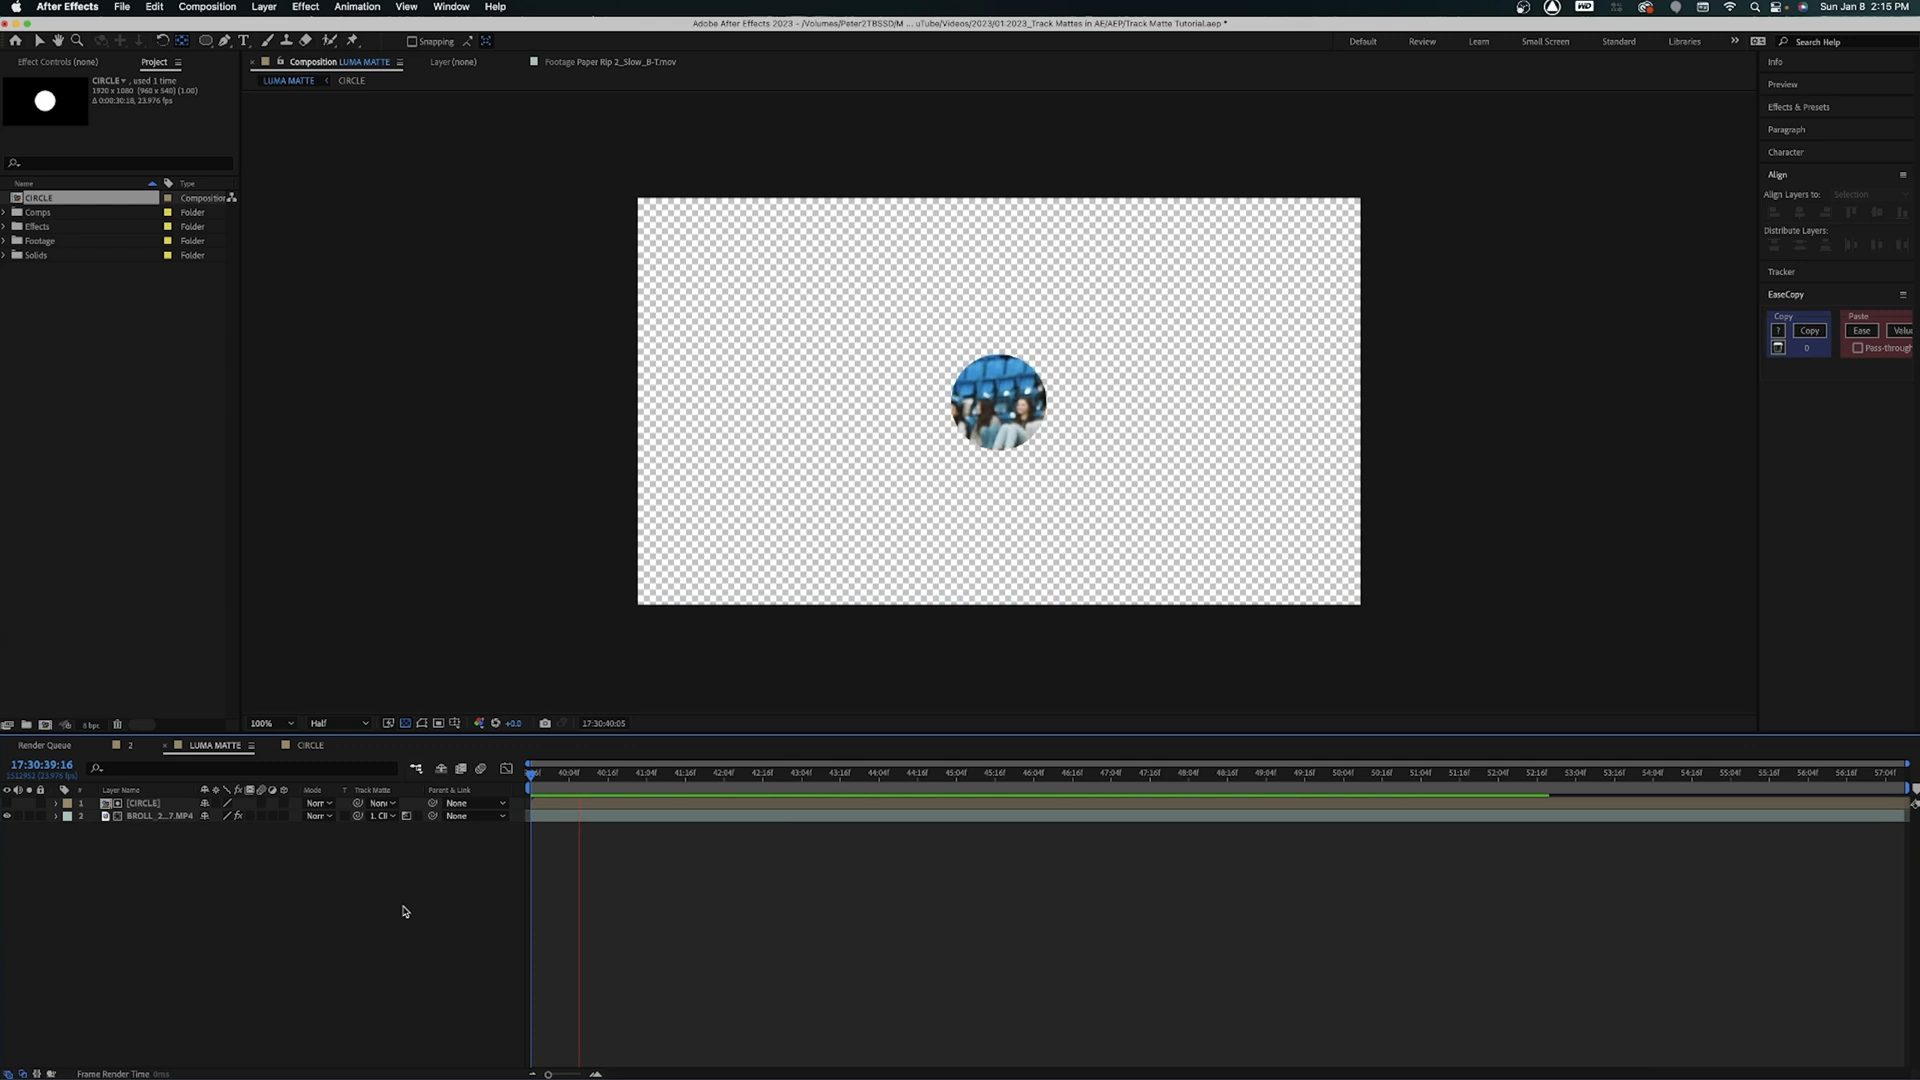 After Effects File Edit Composition Layer Effect Animation View Window Help WD Sun Jan 8 2:15 PM
Adobe After Effects 2023 - /Volumes/Peter2TBSSD/M ... uTube/Videos/2023/01:2023_Track Mattes in AE/AEP/Track Matte Tutorial.aep *
Snapping Default Review Learn Small Screen Standard Libraries Search Help
Effect Controls (none) Project Composition LUMA MATTE Layer (none) Footage Paper Rip 2_Slow_B-T.mov Info
CIRCLE , used 1 time LUMA MATTE CIRCLE
1920 x 1080 (960 x 540) (1.00)
Δ 0:00:30:18, 23.976 fps
Preview
Effects & Presets
Paragraph
Character
Align
Align Layers to: Selection
Distribute Layers:
Tracker
EaseCopy
Copy Paste
? Copy Ease Valu
0 Pass-through
Name Type
CIRCLE Composition
Comps Folder
Effects Folder
Footage Folder
Solids Folder
8 bpc 100% Half +0.0 17:30:40:05
Render Queue 2 LUMA MATTE CIRCLE
17:30:39:16
1512952 (23.976 fps)
40:04f 40:16f 41:04f 41:16f 42:04f 42:16f 43:04f 43:16f 44:04f 44:16f 45:04f 45:16f 46:04f 46:16f 47:04f 47:16f 48:04f 48:16f 49:04f 49:16f 50:04f 50:16f 51:04f 51:16f 52:04f 52:16f 53:04f 53:16f 54:04f 54:16f 55:04f 55:16f 56:04f 56:16f 57:04f
# Layer Name fx Mode T Track Matte Parent & Link
1 [CIRCLE] Norr Non None
2 BROLL_2...7.MP4 fx Norr 1. CI None
Frame Render Time 0ms